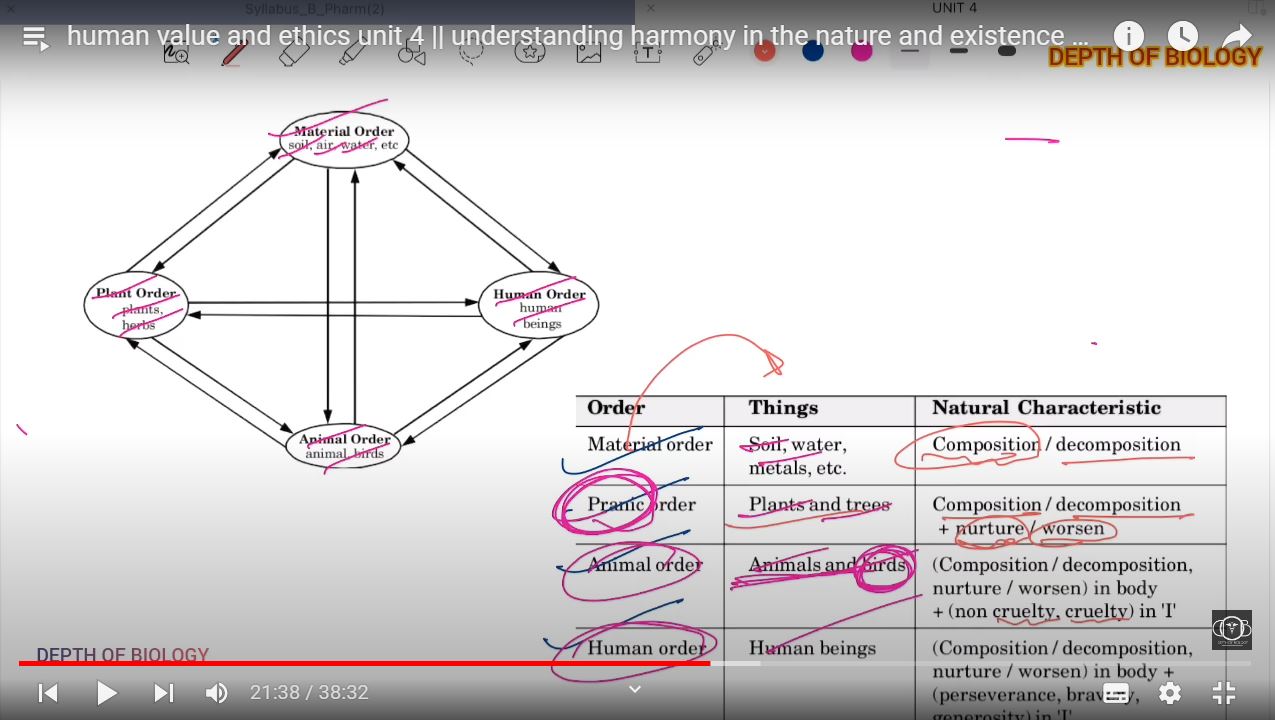 Syllabus_B_Pharm(2)
UNIT 4
human value and ethics unit 4 || understanding harmony in the nature and existence ...
DEPTH OF BIOLOGY
Material Order
soil, air, water, etc
Plant Order
plants,
herbs
Human Order
human
beings
Animal Order
animal, birds
Order Things Natural Characteristic
Material order Soil, water, Composition / decomposition
metals, etc.
Pranic order Plants and trees Composition / decomposition
+ nurture / worsen
Animal order Animals and birds (Composition / decomposition,
nurture / worsen) in body
+ (non cruelty, cruelty) in 'I'
Human order Human beings (Composition / decomposition,
nurture / worsen) in body +
(perseverance, bravery,
generosity) in 'I'
DEPTH OF BIOLOGY
21:38 / 38:32